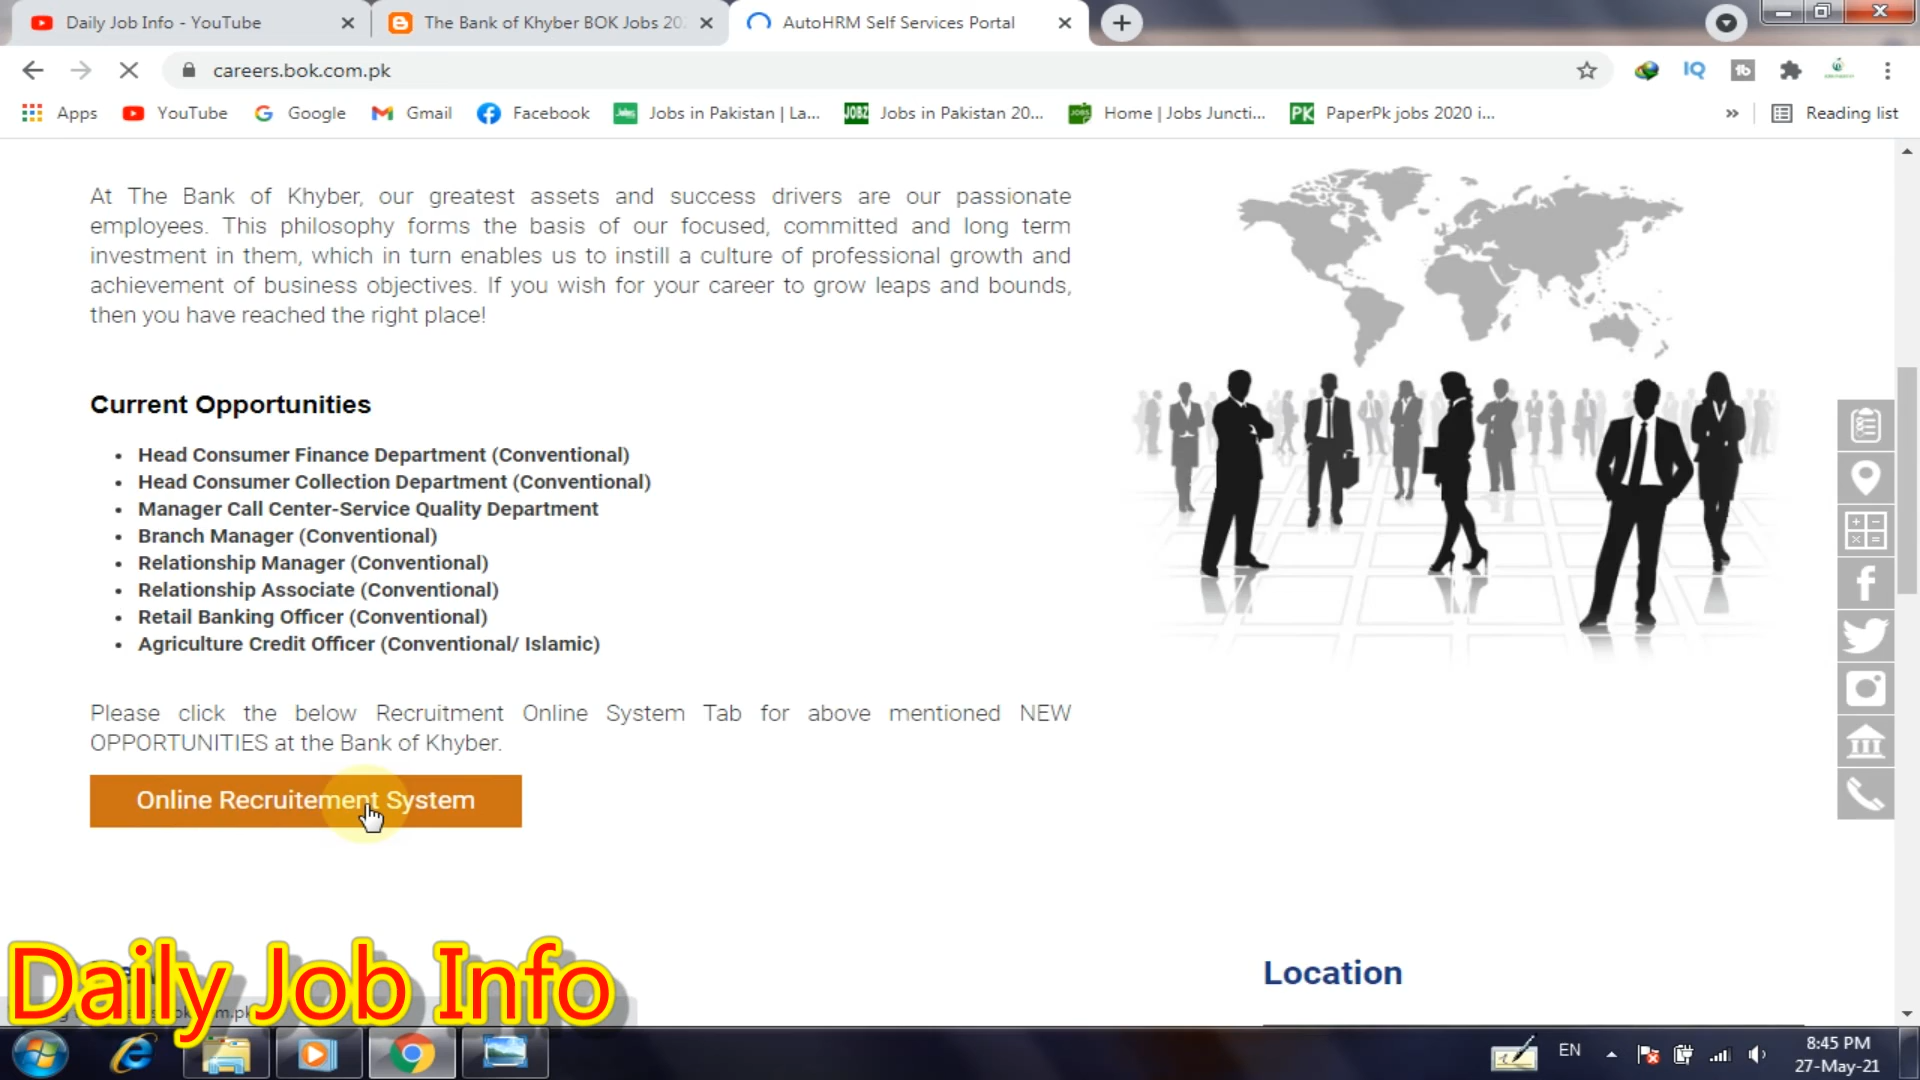 Daily Job Info - YouTube
The Bank of Khyber BOK Jobs 202
AutoHRM Self Services Portal
careers.bok.com.pk
IQ
tb
Apps
YouTube
Google
Gmail
Facebook
Jobs in Pakistan | La...
JOBZ
Jobs in Pakistan 20...
Home | Jobs Juncti...
PK
PaperPk jobs 2020 i...
Reading list
At The Bank of Khyber, our greatest assets and success drivers are our passionate
employees. This philosophy forms the basis of our focused, committed and long term
investment in them, which in turn enables us to instill a culture of professional growth and
achievement of business objectives. If you wish for your career to grow leaps and bounds,
then you have reached the right place!
Current Opportunities
• Head Consumer Finance Department (Conventional)
• Head Consumer Collection Department (Conventional)
• Manager Call Center-Service Quality Department
• Branch Manager (Conventional)
• Relationship Manager (Conventional)
• Relationship Associate (Conventional)
• Retail Banking Officer (Conventional)
• Agriculture Credit Officer (Conventional/ Islamic)
Please click the below Recruitment Online System Tab for above mentioned NEW
OPPORTUNITIES at the Bank of Khyber.
Online Recruitement System
Location
Daily Job Info
EN
8:45 PM
27-May-21